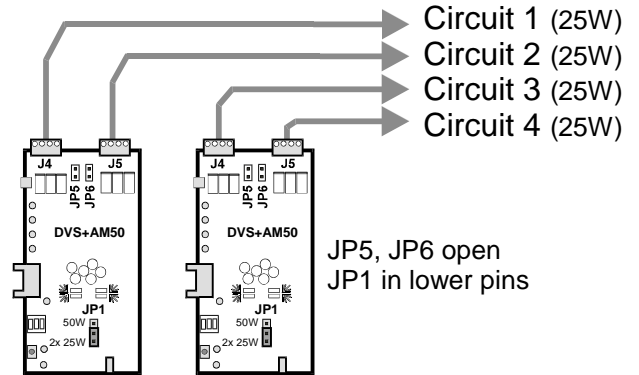 Circuit 1 (25W)
Circuit 2 (25W)
Circuit 3 (25W)
Circuit 4 (25W)
J4 J5
JP5 JP6
DVS+AM50
JP1
50W
2x 25W
J4 J5
JP5 JP6
DVS+AM50
JP1
50W
2x 25W
JP5, JP6 open
JP1 in lower pins